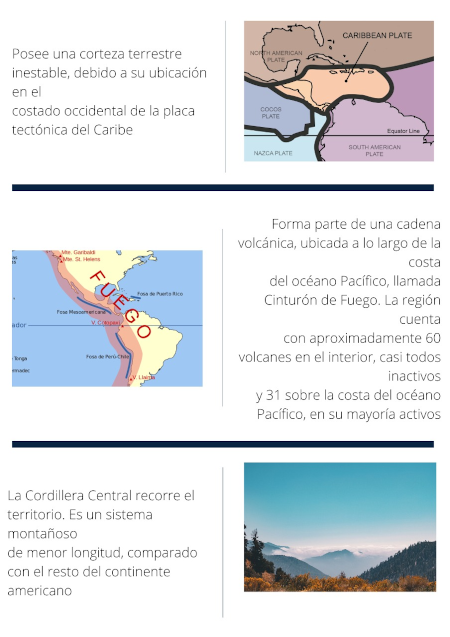 Posee una corteza terrestre
inestable, debido a su ubicación
en el
costado occidental de la placa
tectónica del Caribe
CARIBBEAN PLATE
NORTH AMERICAN
PLATE
COCOS
PLATE
Equator Line
NAZCA PLATE
SOUTH AMERICAN
PLATE
Forma parte de una cadena
volcánica, ubicada a lo largo de la
costa
del océano Pacífico, llamada
Cinturón de Fuego. La región
cuenta
con aproximadamente 60
volcanes en el interior, casi todos
inactivos
y 31 sobre la costa del océano
Pacífico, en su mayoría activos
Mte. Garibaldi
Mte. St. Helens
FUEGO
Fosa de Puerto Rico
Fosa Mesoamericana
ador
V. Cotopaxi
Fosa de Perú-Chile
Tonga
ermadec
V. Llaima
La Cordillera Central recorre el
territorio. Es un sistema
montañoso
de menor longitud, comparado
con el resto del continente
americano